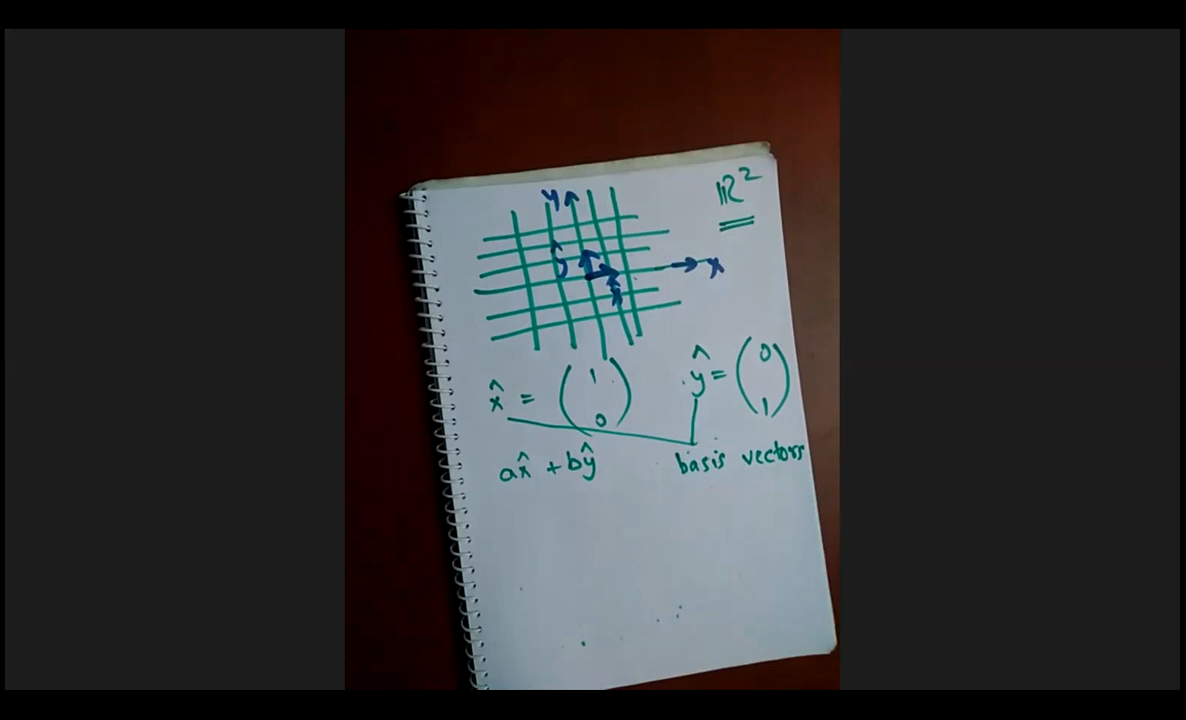 ℝ²
y
x
ŷ
x̂
x̂ = (1 0) ŷ = (0 1)
ax̂ + bŷ basis vectors